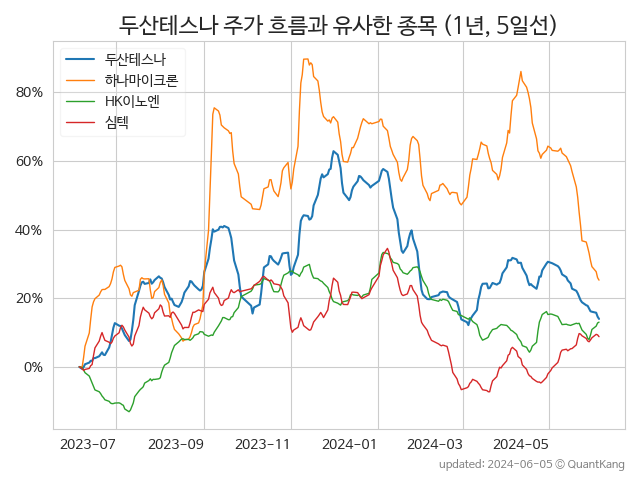 두산테스나 주가 흐름과 유사한 종목 (1년, 5일선)
두산테스나
하나마이크론
HK이노엔
심텍
80%
60%
40%
20%
0%
2023-07 2023-09 2023-11 2024-01 2024-03 2024-05
updated: 2024-06-05 © QuantKang